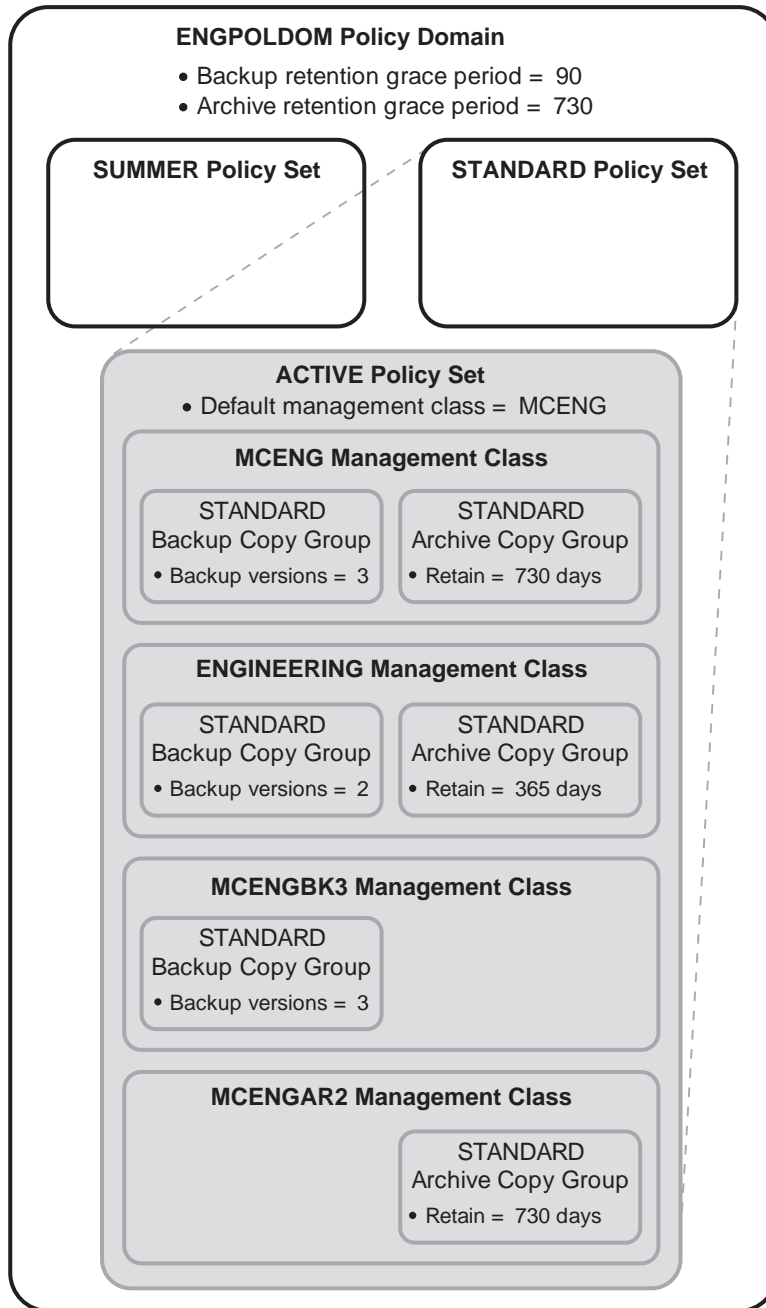 ENGPOLDOM Policy Domain
• Backup retention grace period = 90
• Archive retention grace period = 730
SUMMER Policy Set
STANDARD Policy Set
ACTIVE Policy Set
• Default management class = MCENG
MCENG Management Class
STANDARD
Backup Copy Group
• Backup versions = 3
STANDARD
Archive Copy Group
• Retain = 730 days
ENGINEERING Management Class
STANDARD
Backup Copy Group
• Backup versions = 2
STANDARD
Archive Copy Group
• Retain = 365 days
MCENGBK3 Management Class
STANDARD
Backup Copy Group
• Backup versions = 3
MCENGAR2 Management Class
STANDARD
Archive Copy Group
• Retain = 730 days